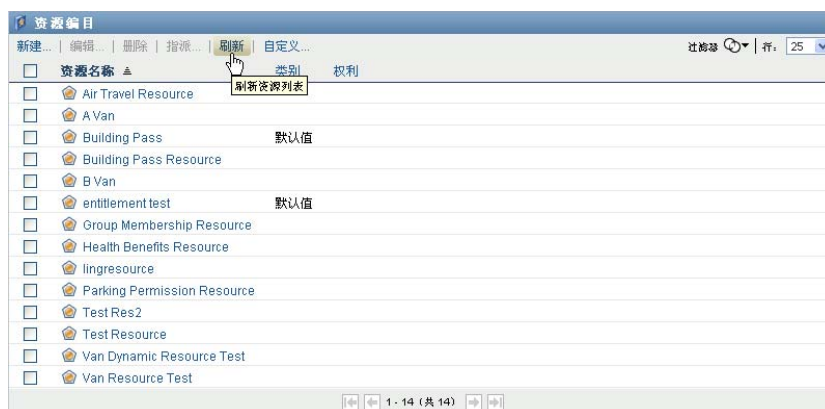 资源编目
新建... | 编辑... | 删除 | 指派... | 刷新 | 自定义... 过滤器 行: 25
资源名称 类别 权利
刷新资源列表
Air Travel Resource
A Van
Building Pass 默认值
Building Pass Resource
B Van
entitlement test 默认值
Group Membership Resource
Health Benefits Resource
lingresource
Parking Permission Resource
Test Res2
Test Resource
Van Dynamic Resource Test
Van Resource Test
1 - 14 (共 14)